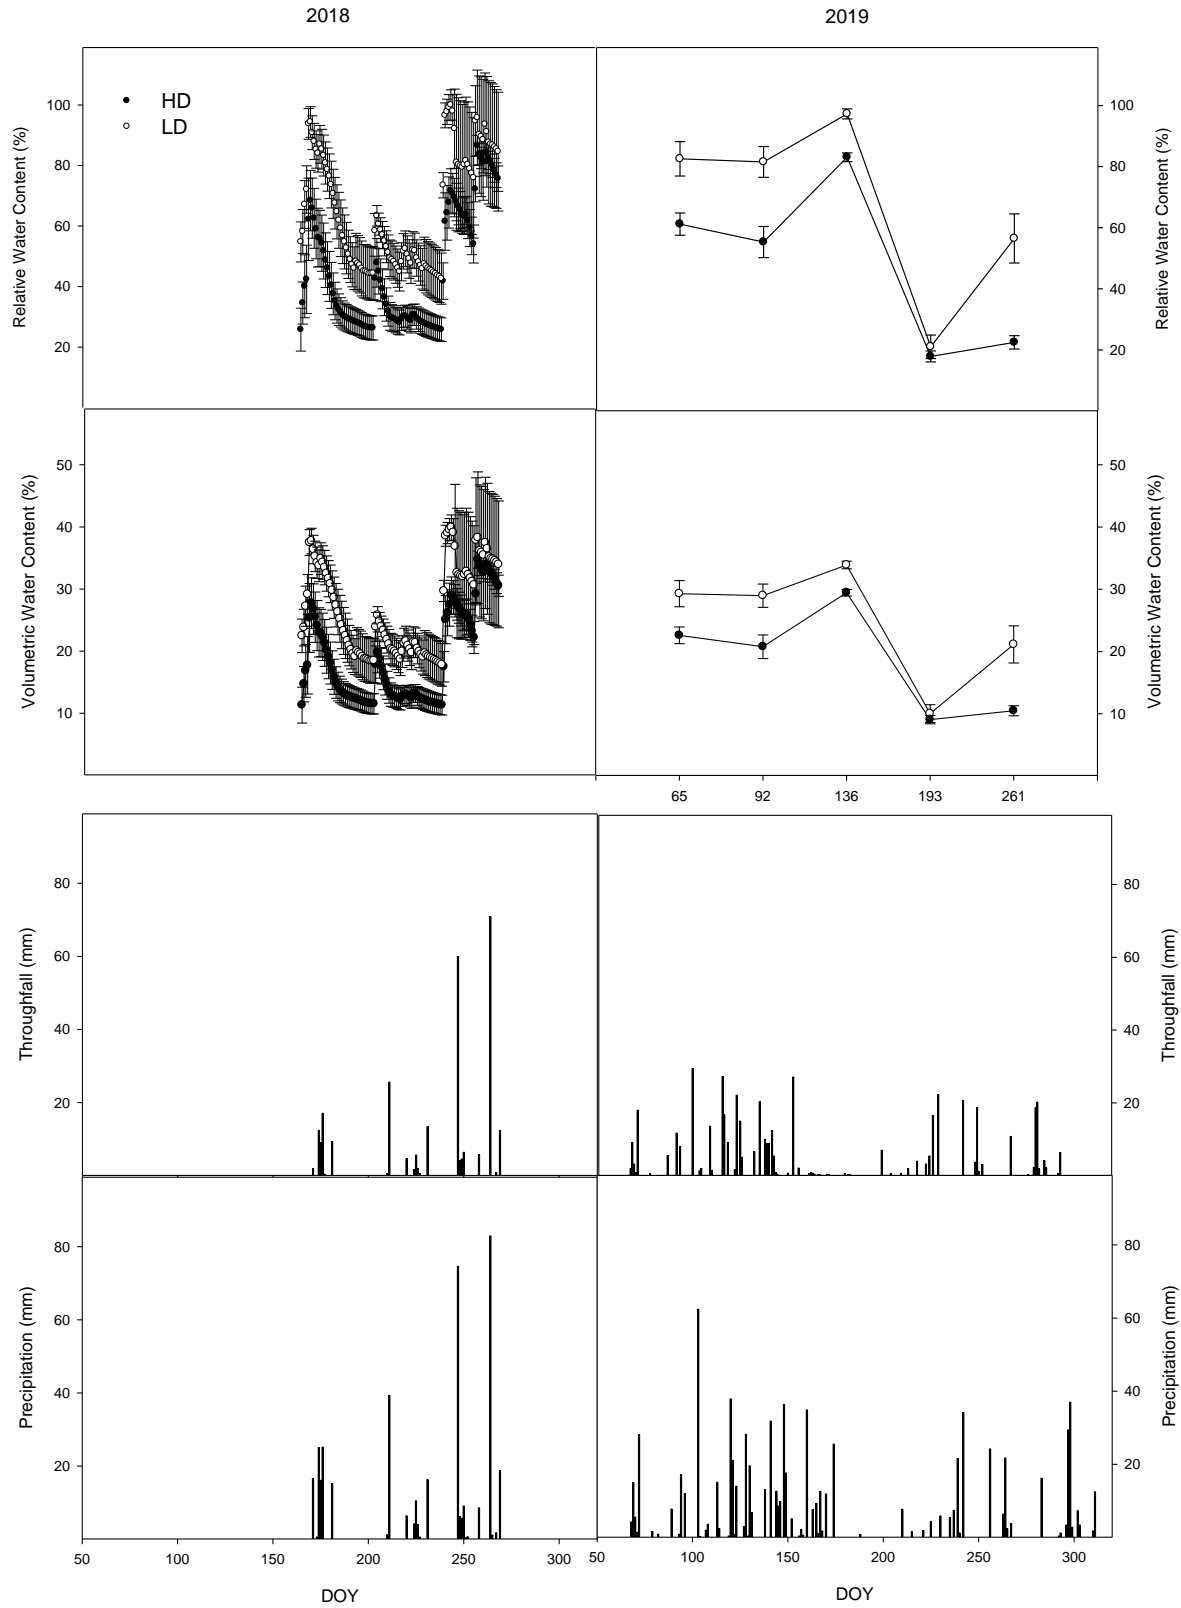 2018
2019
HD
LD
Relative Water Content (%)
100
80
60
40
20
100
80
60
40
20
Relative Water Content (%)
Volumetric Water Content (%)
50
40
30
20
10
50
40
30
20
10
Volumetric Water Content (%)
65 92 136 193 261
Throughfall (mm)
80
60
40
20
80
60
40
20
Throughfall (mm)
Precipitation (mm)
80
60
40
20
80
60
40
20
Precipitation (mm)
50 100 150 200 250 300
50 100 150 200 250 300
DOY
DOY